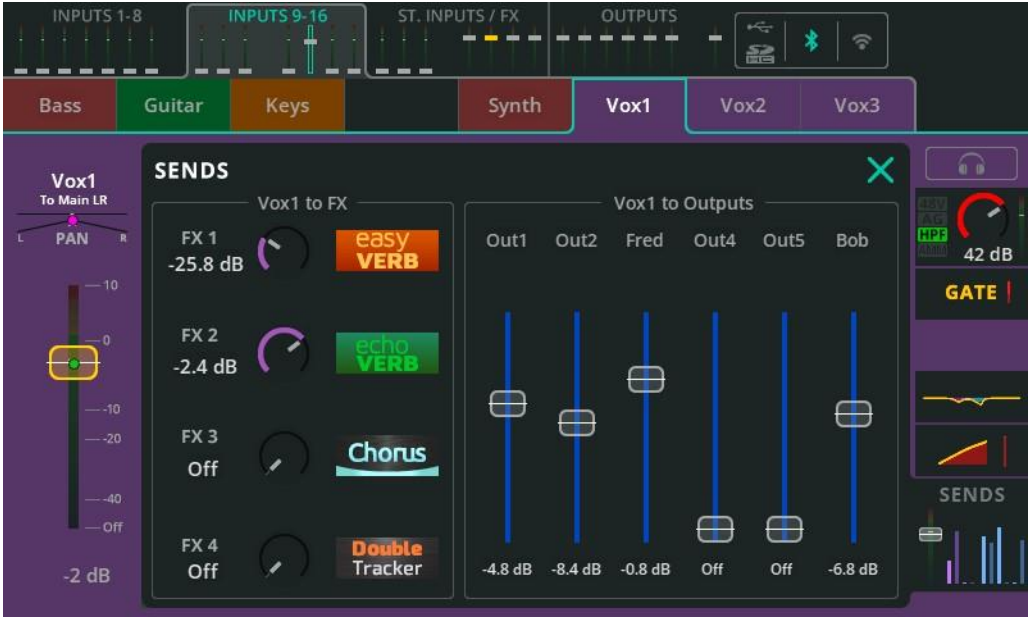 INPUTS 1-8
INPUTS 9-16
ST. INPUTS / FX
OUTPUTS
Bass
Guitar
Keys
Synth
Vox1
Vox2
Vox3
Vox1
To Main LR
L PAN R
10
0
-10
-20
-40
Off
-2 dB
SENDS
Vox1 to FX
FX 1
-25.8 dB
easy
VERB
FX 2
-2.4 dB
echo
VERB
FX 3
Off
Chorus
FX 4
Off
Double
Tracker
Vox1 to Outputs
Out1 Out2 Fred Out4 Out5 Bob
-4.8 dB -8.4 dB -0.8 dB Off Off -6.8 dB
48V
AG
HPF
AMM
42 dB
GATE
SENDS